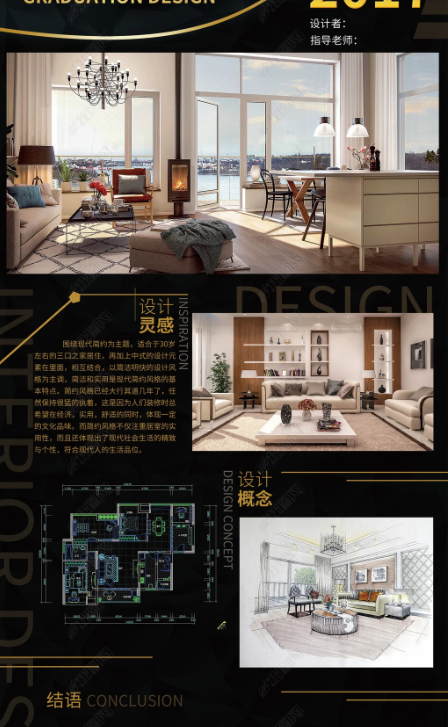 GRADUATION DESIGN
2017
设计者：
指导老师：
DESIGN
设计
灵感
INSPIRATION
围绕现代简约为主题，适合于30岁
左右的三口之家居住，再加上中式的设计元
素在里面，相互结合，以简洁明快的设计风
格为主调，简洁和实用是现代简约风格的基
本特点。简约风格已经大行其道几年了，任
然保持很猛的执着，这是因为人们装修时总
希望在经济、实用、舒适的同时，体现一定
的文化品味。而简约风格不仅注重居室的实
用性，而且还体现出了现代社会生活的精致
与个性，符合现代人的生活品位。
INTERIOR DES
设计
概念
DESIGN CONCEPT
结语 CONCLUSION